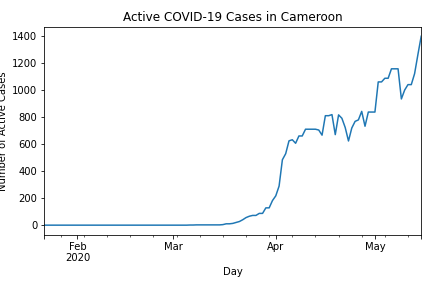 Active COVID-19 Cases in Cameroon
Number of Active Cases
1400
1200
1000
800
600
400
200
0
Feb
2020
Mar
Apr
May
Day